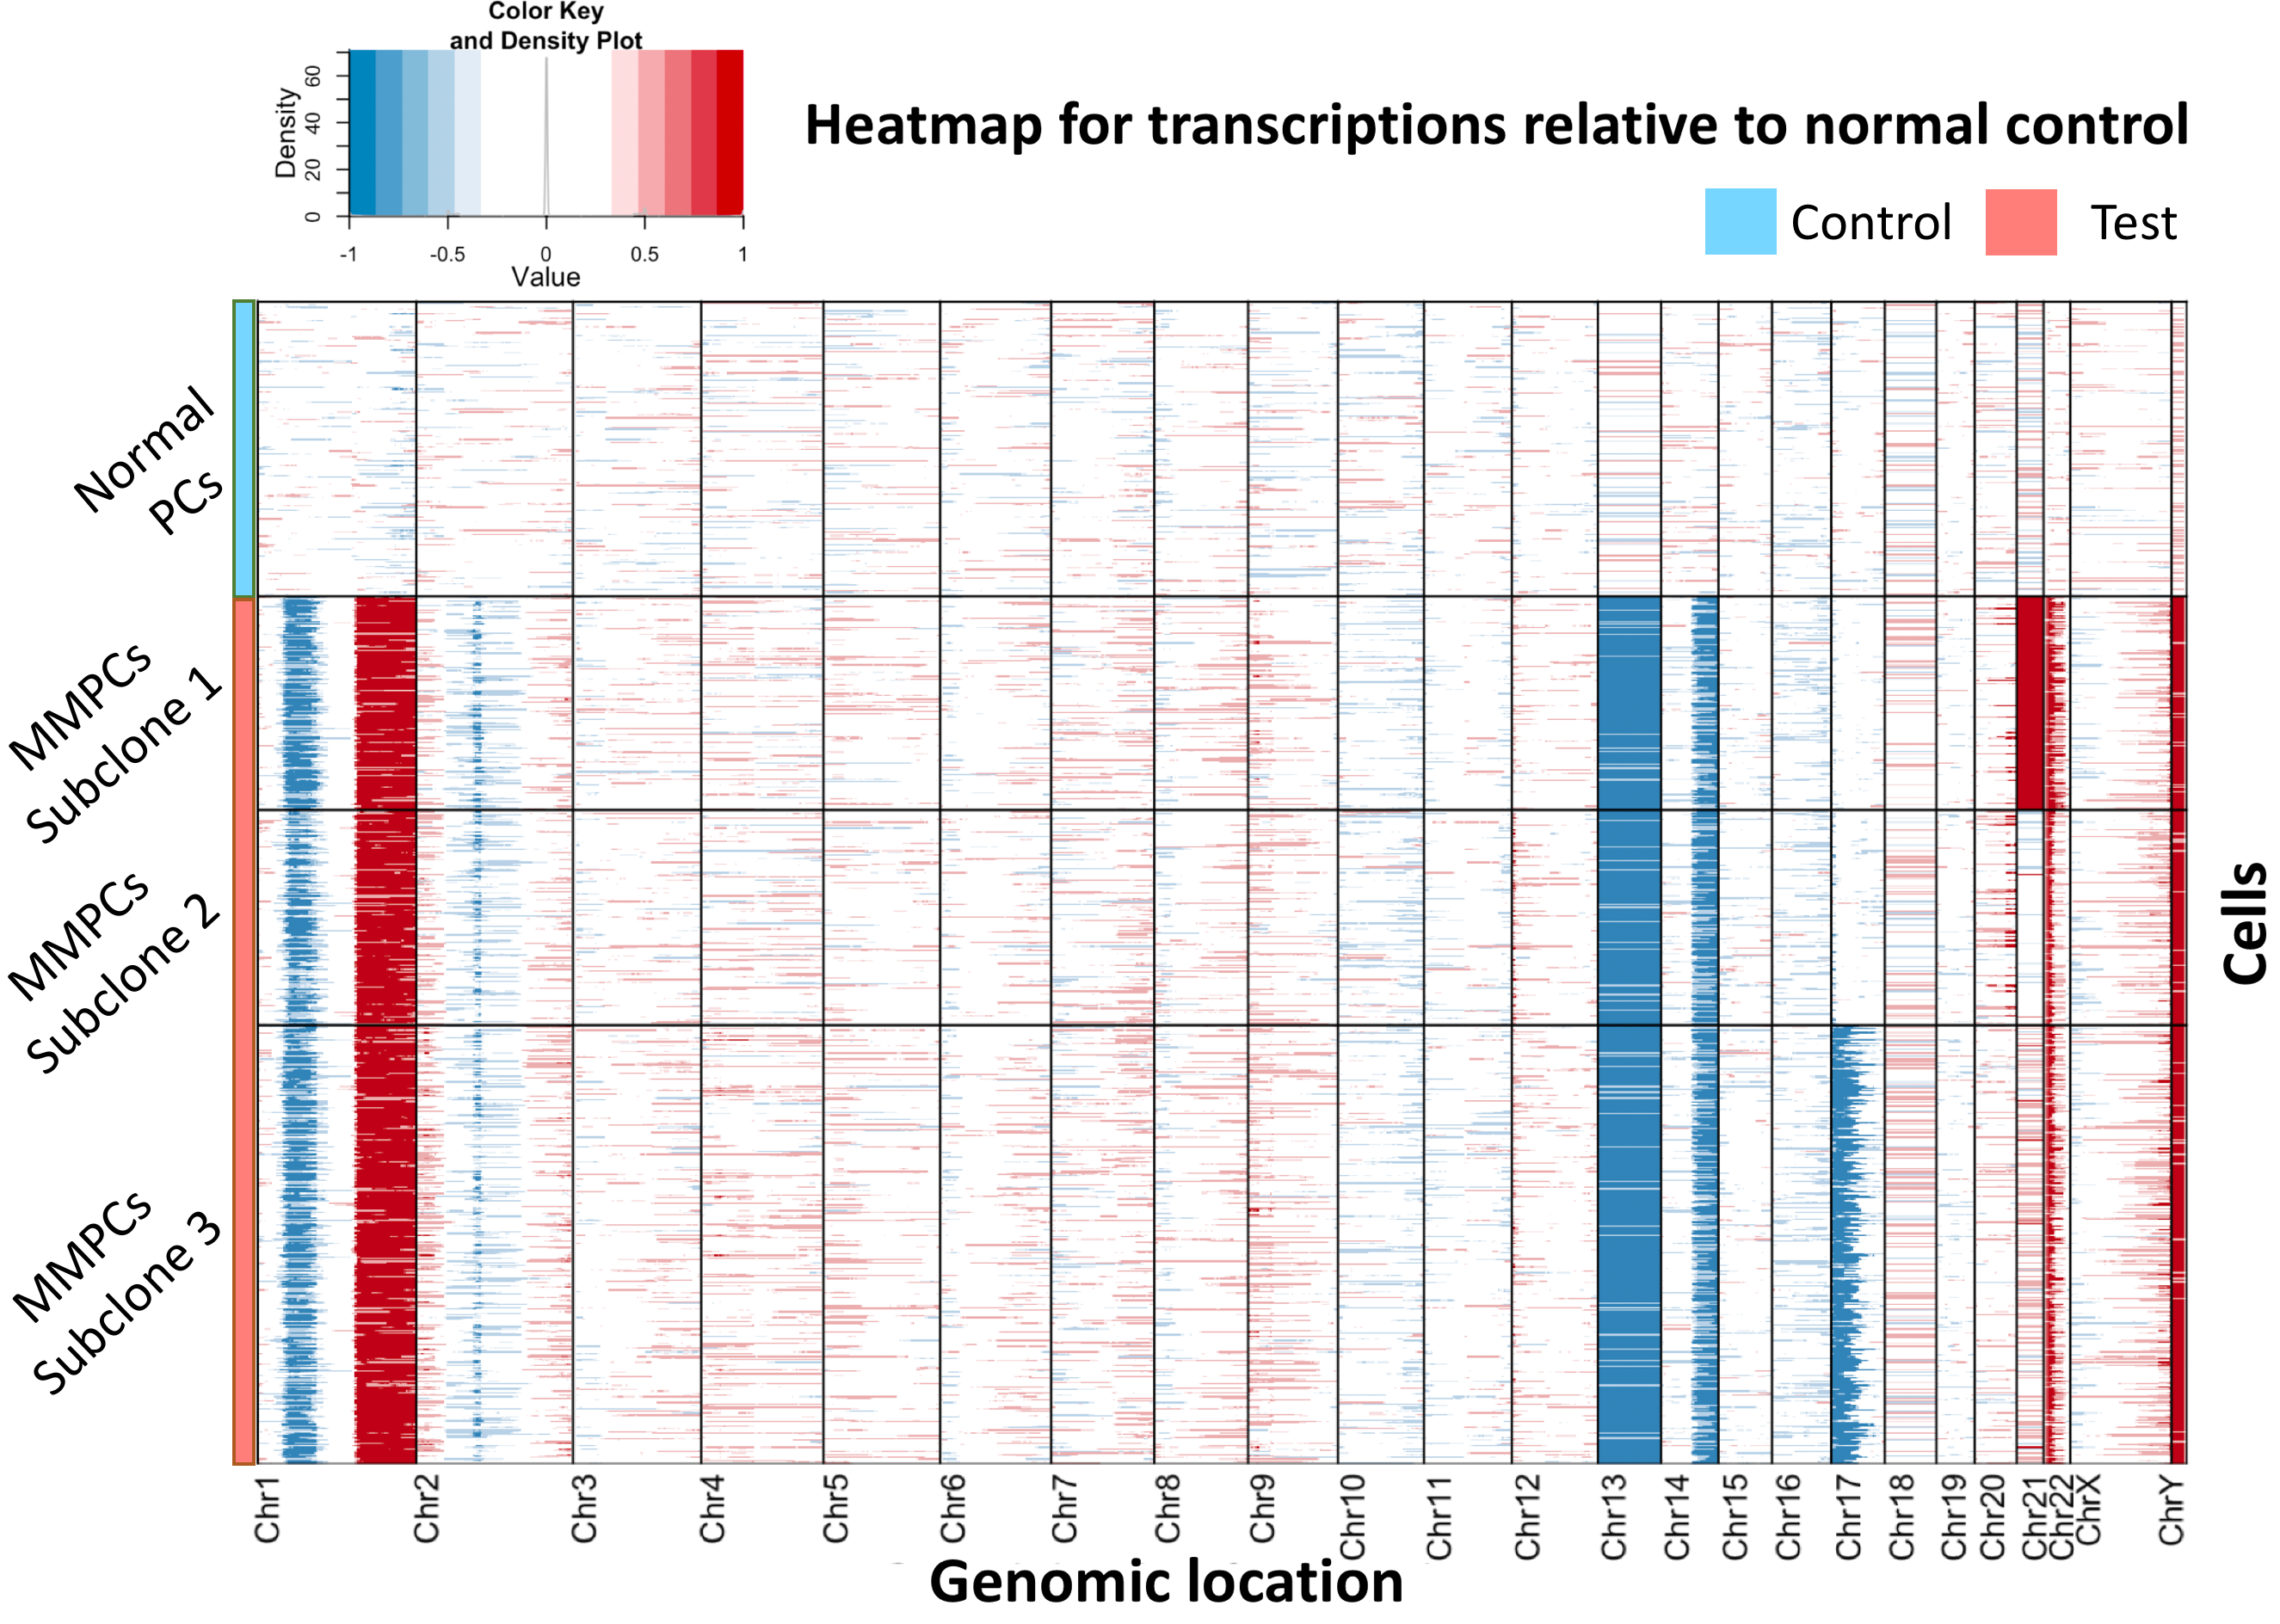 Color Key
and Density Plot
Density
0 20 40 60
-1 -0.5 0 0.5 1
Value
Heatmap for transcriptions relative to normal control
Control Test
Normal
PCs
MMPCs
Subclone 1
MMPCs
Subclone 2
MMPCs
Subclone 3
Cells
Chr1 Chr2 Chr3 Chr4 Chr5 Chr6 Chr7 Chr8 Chr9 Chr10 Chr11 Chr12 Chr13 Chr14 Chr15 Chr16 Chr17 Chr18 Chr19 Chr20 Chr21 Chr22 ChrX ChrY
Genomic location